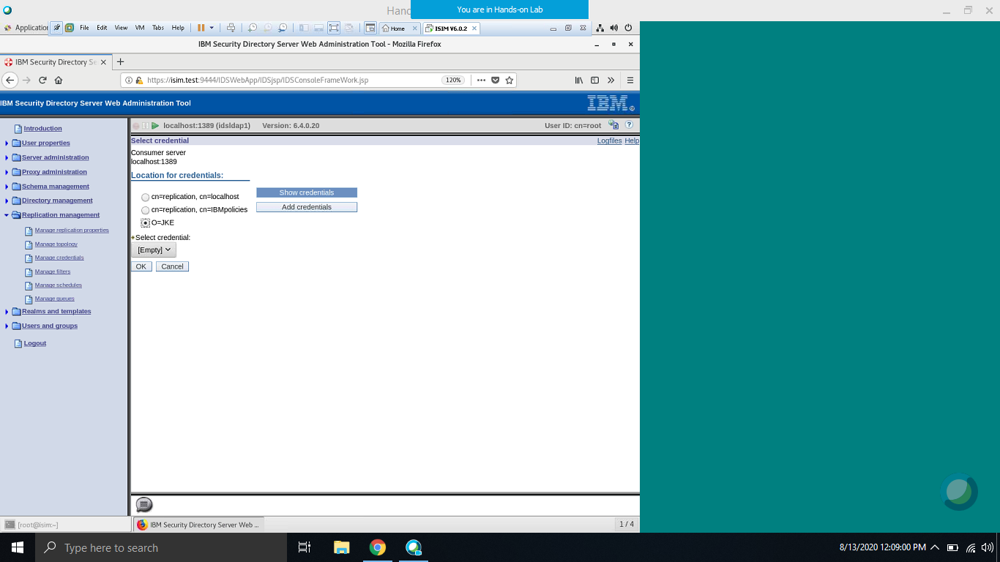 Hand
You are in Hands-on Lab
Application
File Edit View VM Tabs Help
Home
ISIM V6.0.2
IBM Security Directory Server Web Administration Tool - Mozilla Firefox
IBM Security Directory Se
https://isim.test:9444/IDSWebApp/IDSjsp/IDSConsoleFrameWork.jsp
120%
IBM Security Directory Server Web Administration Tool
IBM
Introduction
User properties
Server administration
Proxy administration
Schema management
Directory management
Replication management
Manage replication properties
Manage topology
Manage credentials
Manage filters
Manage schedules
Manage queues
Realms and templates
Users and groups
Logout
localhost:1389 (idsldap1) Version: 6.4.0.20 User ID: cn=root
Select credential Logfiles Help
Consumer server
localhost:1389
Location for credentials:
cn=replication, cn=localhost
cn=replication, cn=IBMpolicies
O=JKE
Show credentials
Add credentials
*Select credential:
[Empty]
OK Cancel
[root@isim:~]
IBM Security Directory Server Web ...
1 / 4
Type here to search
8/13/2020 12:09:00 PM